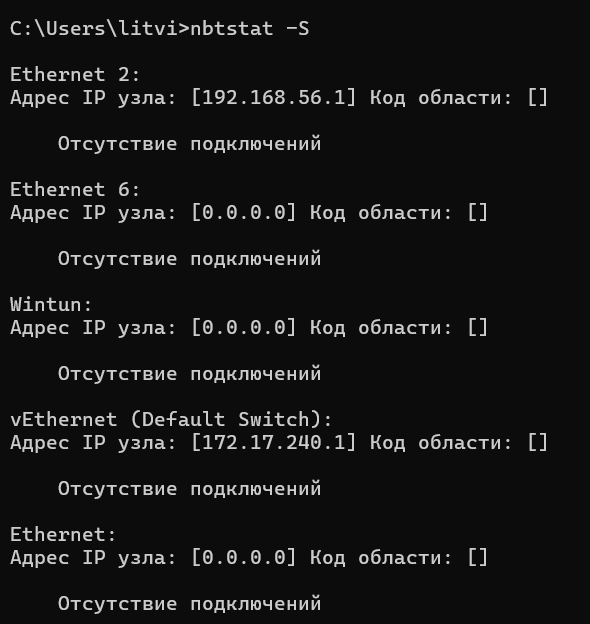 C:\Users\litvi>nbtstat -S
Ethernet 2:
Адрес IP узла: [192.168.56.1] Код области: []
Отсутствие подключений
Ethernet 6:
Адрес IP узла: [0.0.0.0] Код области: []
Отсутствие подключений
Wintun:
Адрес IP узла: [0.0.0.0] Код области: []
Отсутствие подключений
vEthernet (Default Switch):
Адрес IP узла: [172.17.240.1] Код области: []
Отсутствие подключений
Ethernet:
Адрес IP узла: [0.0.0.0] Код области: []
Отсутствие подключений